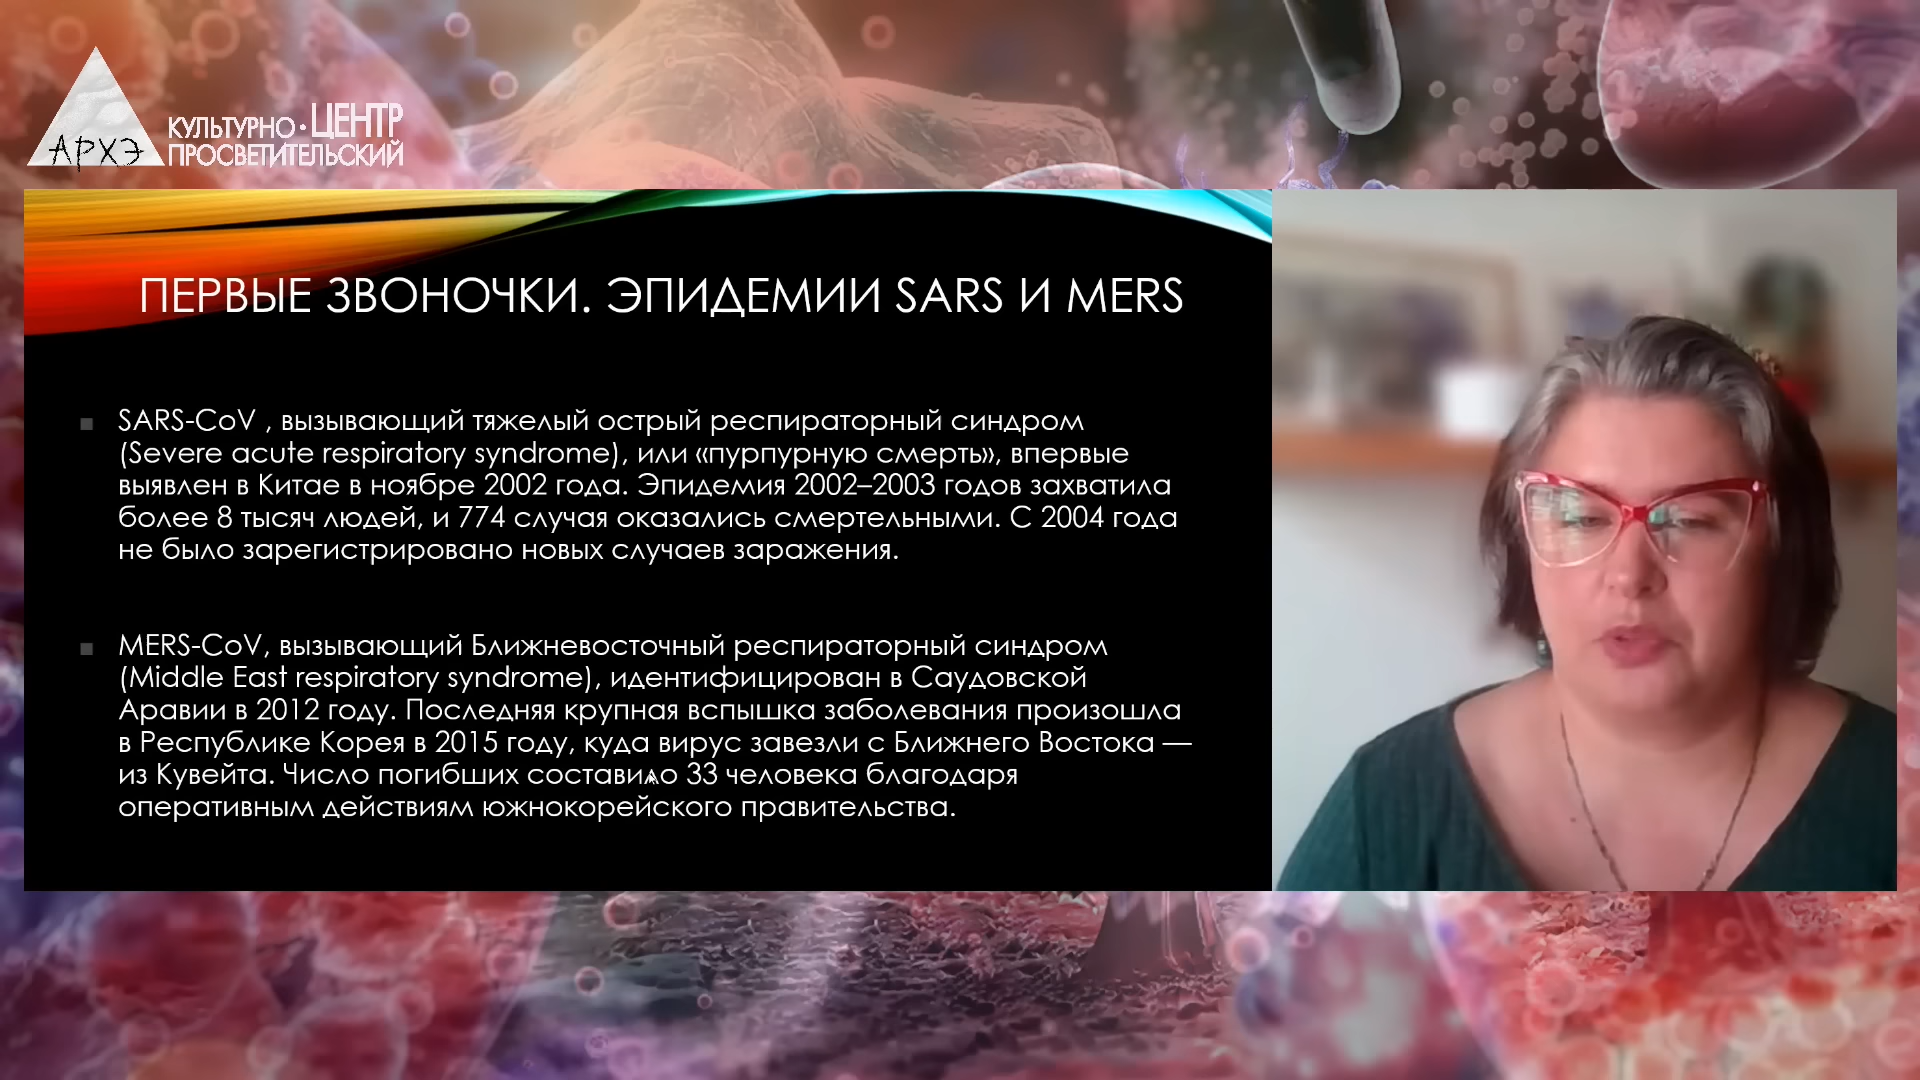 АРХЭ
КУЛЬТУРНО·ЦЕНТР
ПРОСВЕТИТЕЛЬСКИЙ
ПЕРВЫЕ ЗВОНОЧКИ. ЭПИДЕМИИ SARS И MERS
SARS-CoV , вызывающий тяжелый острый респираторный синдром
(Severe acute respiratory syndrome), или «пурпурную смерть», впервые
выявлен в Китае в ноябре 2002 года. Эпидемия 2002–2003 годов захватила
более 8 тысяч людей, и 774 случая оказались смертельными. С 2004 года
не было зарегистрировано новых случаев заражения.
MERS-CoV, вызывающий Ближневосточный респираторный синдром
(Middle East respiratory syndrome), идентифицирован в Саудовской
Аравии в 2012 году. Последняя крупная вспышка заболевания произошла
в Республике Корея в 2015 году, куда вирус завезли с Ближнего Востока —
из Кувейта. Число погибших составило 33 человека благодаря
оперативным действиям южнокорейского правительства.